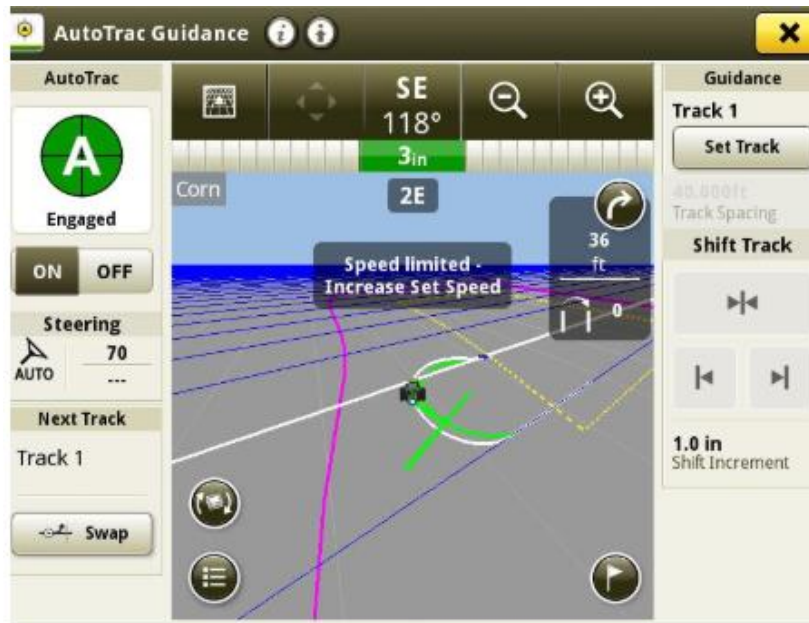 AutoTrac Guidance
AutoTrac
A
Engaged
ON OFF
Steering
AUTO
70
---
Next Track
Track 1
Swap
SE
118°
3in
2E
Corn
Speed limited -
Increase Set Speed
36
ft
0
Guidance
Track 1
Set Track
40.000ft
Track Spacing
Shift Track
1.0 in
Shift Increment